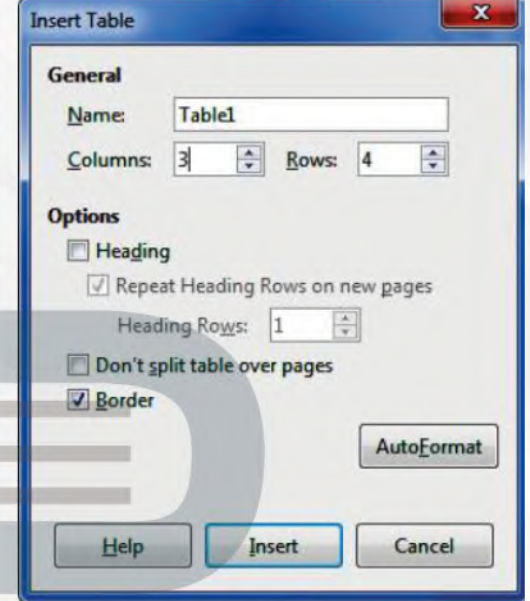 Insert Table
General
Name: Table1
Columns: 3 Rows: 4
Options
Heading
Repeat Heading Rows on new pages
Heading Rows: 1
Don't split table over pages
Border
AutoFormat
Help Insert Cancel